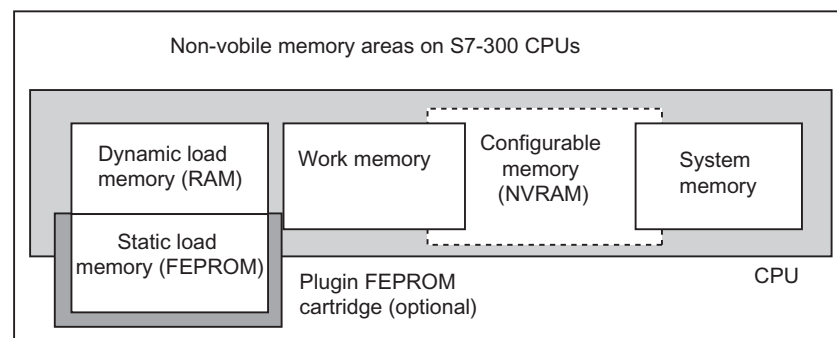 Non-vobile memory areas on S7-300 CPUs
Dynamic load
memory (RAM)
Work memory
Configurable
memory
(NVRAM)
System
memory
Static load
memory (FEPROM)
Plugin FEPROM
cartridge (optional)
CPU